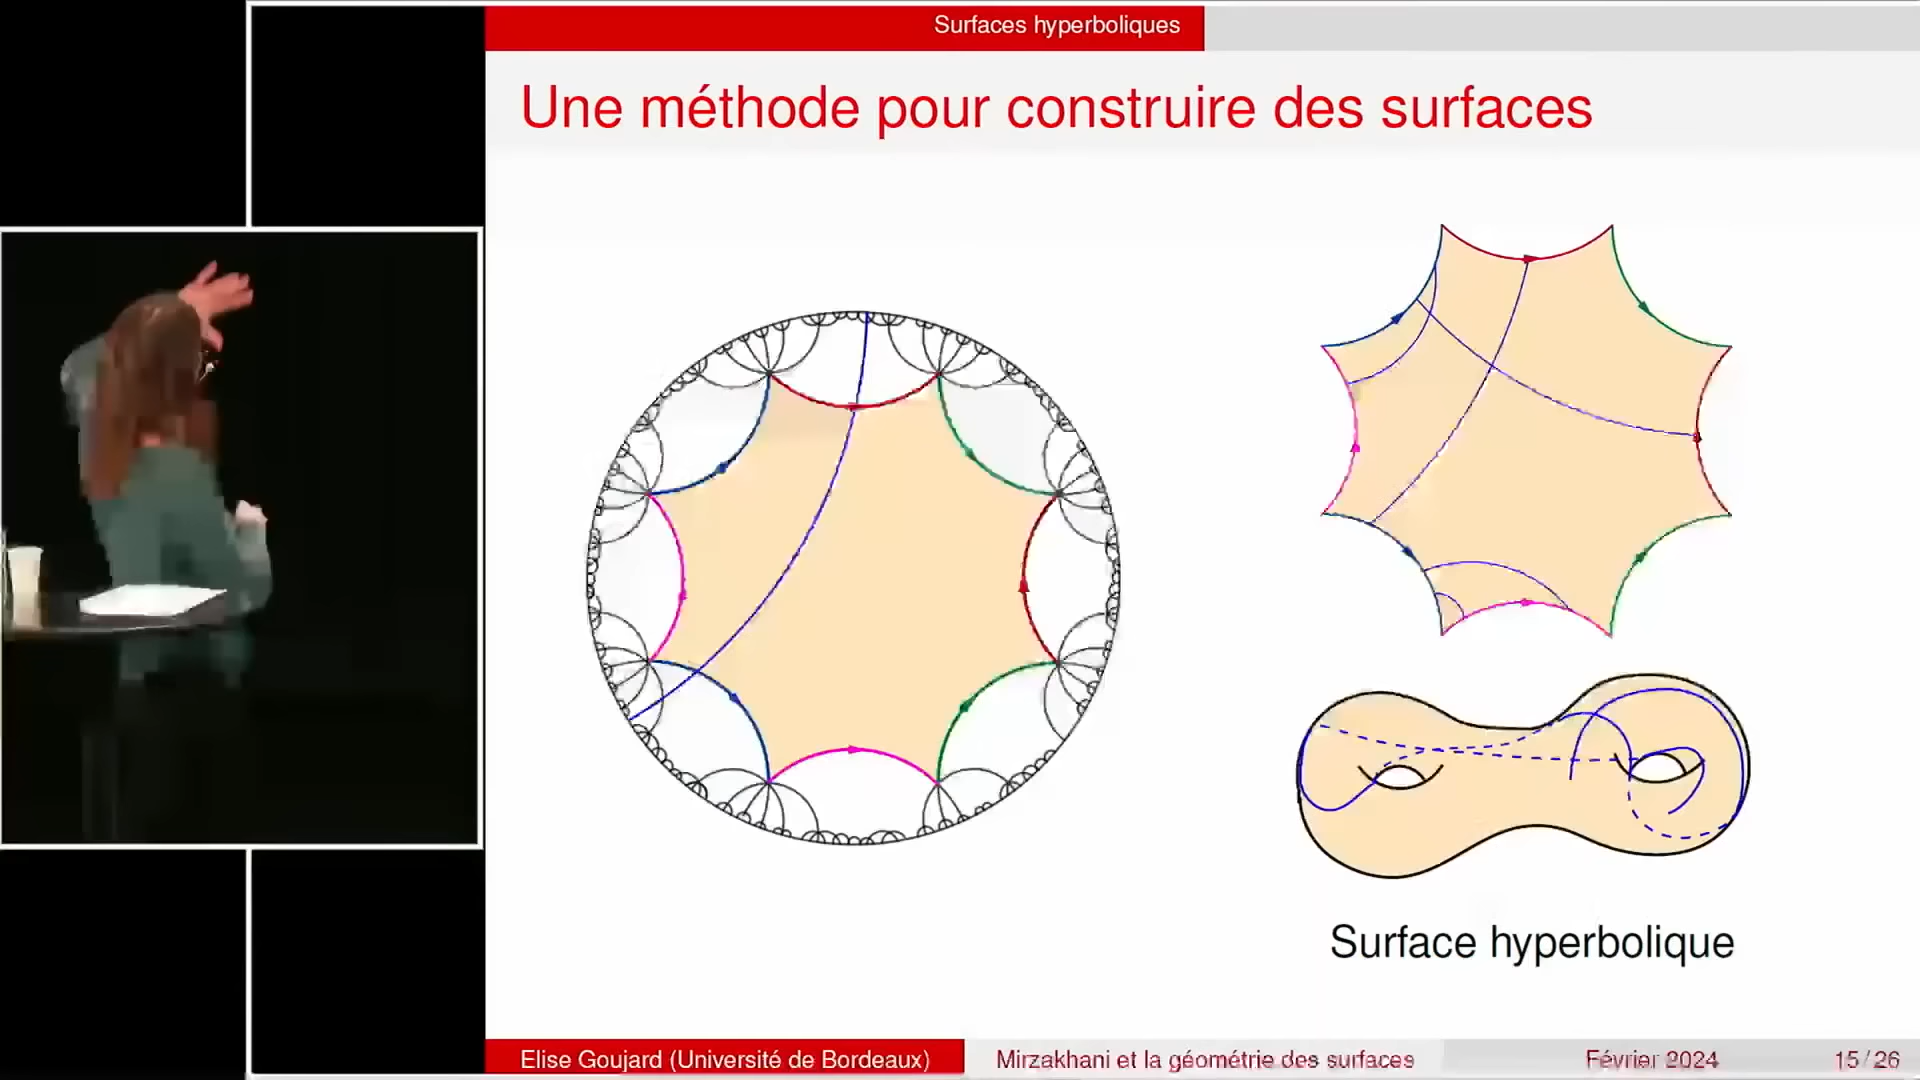 Surfaces hyperboliques
Une méthode pour construire des surfaces
Surface hyperbolique
Elise Goujard (Université de Bordeaux)
Mirzakhani et la géométrie des surfaces
Février 2024
15 / 26